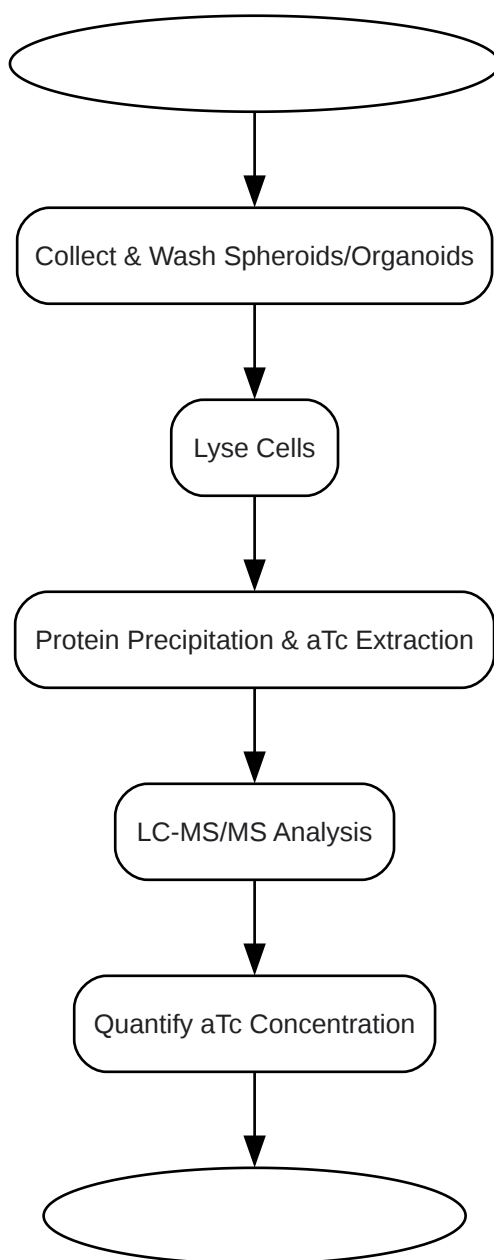 Collect & Wash Spheroids/Organoids
Lyse Cells
Protein Precipitation & aTc Extraction
LC-MS/MS Analysis
Quantify aTc Concentration